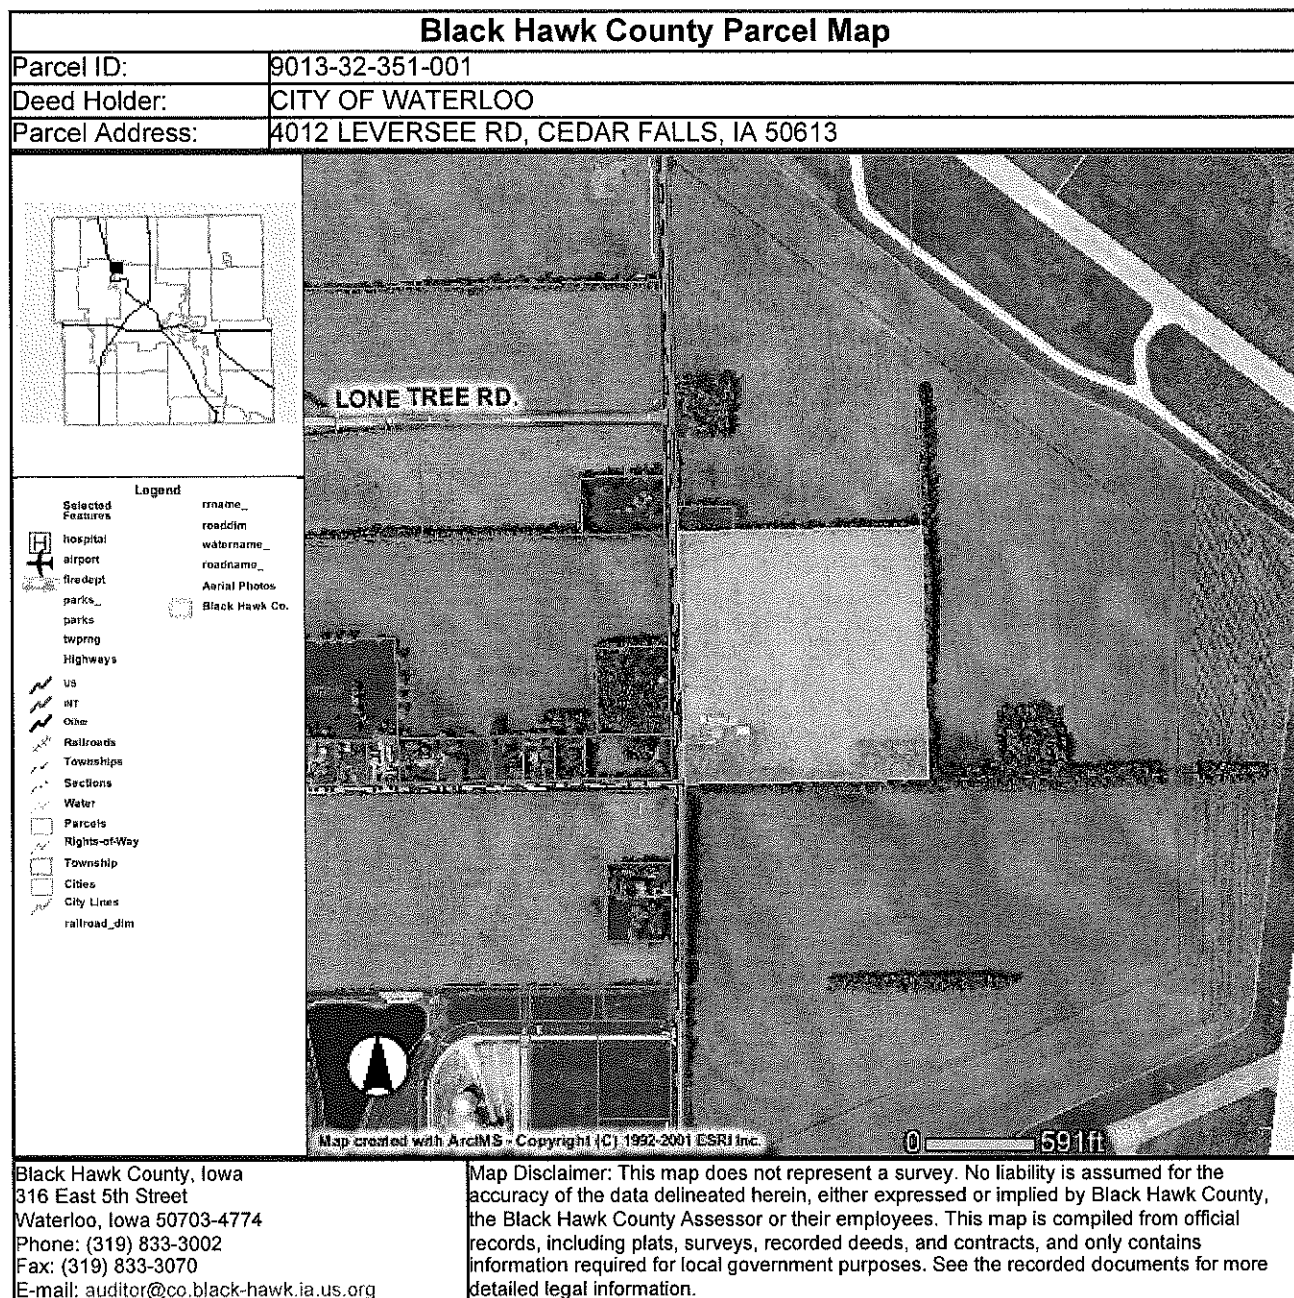 Black Hawk County Parcel Map
Parcel ID: 9013-32-351-001
Deed Holder: CITY OF WATERLOO
Parcel Address: 4012 LEVERSEE RD, CEDAR FALLS, IA 50613
LONE TREE RD.
Legend
Selected
Features
H
hospital
airport
firedept
parks_
parks
twprng
Highways
US
INT
Other
Railroads
Townships
Sections
Water
Parcels
Rights-of-Way
Township
Cities
City Lines
railroad_dim
rrname_
roaddim
watername_
roadname_
Aerial Photos
Black Hawk Co.
Map created with ArcIMS - Copyright (C) 1992-2001 ESRI Inc.
0 591ft
Black Hawk County, Iowa
316 East 5th Street
Waterloo, Iowa 50703-4774
Phone: (319) 833-3002
Fax: (319) 833-3070
E-mail: auditor@co.black-hawk.ia.us.org
Map Disclaimer: This map does not represent a survey. No liability is assumed for the
accuracy of the data delineated herein, either expressed or implied by Black Hawk County,
the Black Hawk County Assessor or their employees. This map is compiled from official
records, including plats, surveys, recorded deeds, and contracts, and only contains
information required for local government purposes. See the recorded documents for more
detailed legal information.